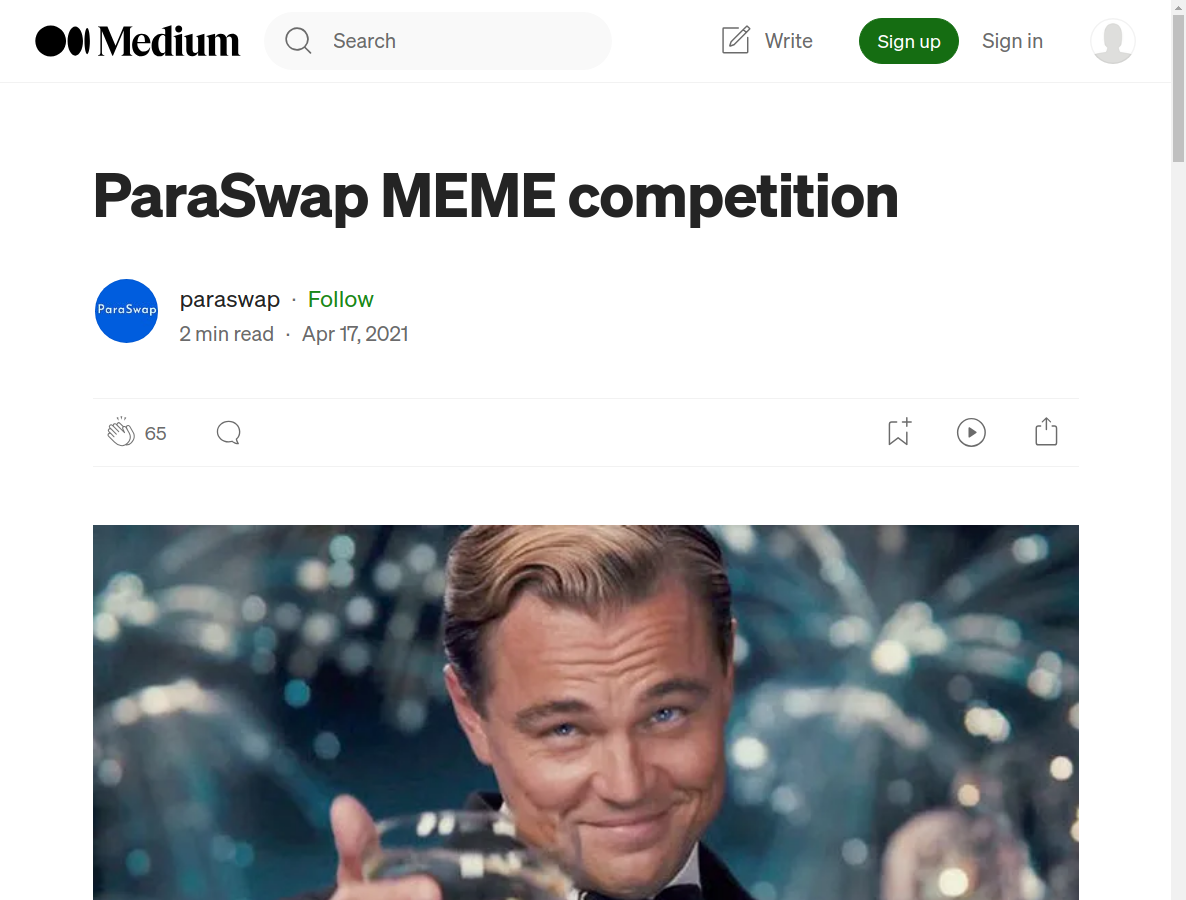 Medium
Search
Write
Sign up
Sign in
ParaSwap MEME competition
ParaSwap
paraswap · Follow
2 min read · Apr 17, 2021
65